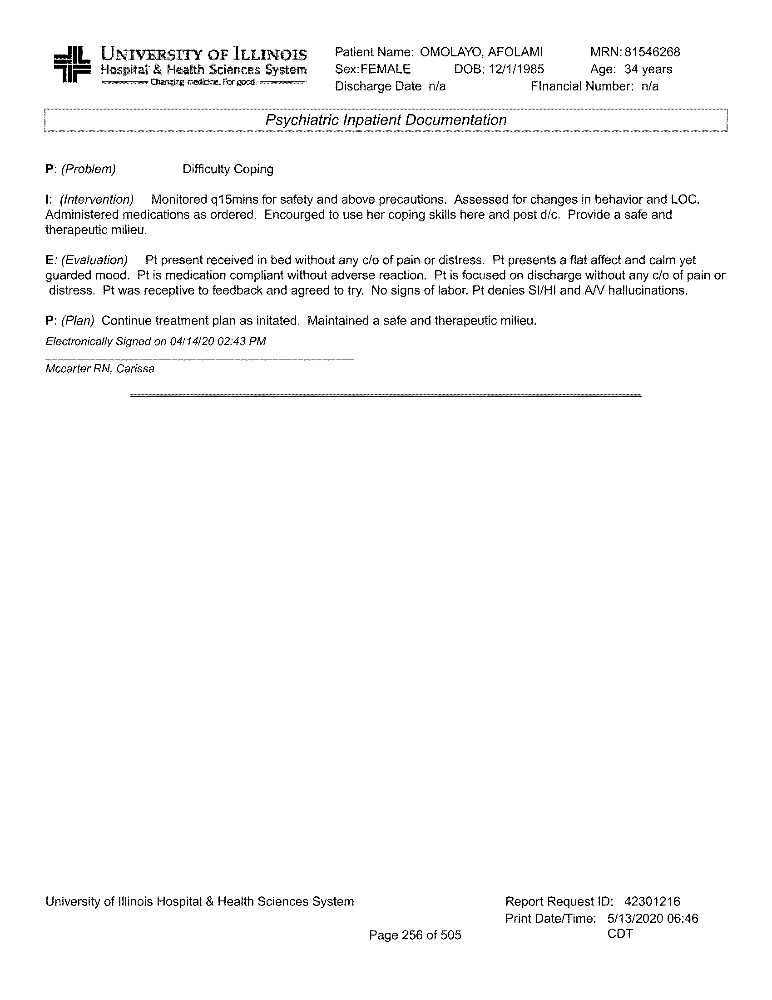 UNIVERSITY OF ILLINOIS
Hospital & Health Sciences System
Changing medicine. For good.
Patient Name: OMOLAYO, AFOLAMI MRN: 81546268
Sex: FEMALE DOB: 12/1/1985 Age: 34 years
Discharge Date n/a FInancial Number: n/a
Psychiatric Inpatient Documentation
P: (Problem) Difficulty Coping
I: (Intervention) Monitored q15mins for safety and above precautions. Assessed for changes in behavior and LOC.
Administered medications as ordered. Encourged to use her coping skills here and post d/c. Provide a safe and
therapeutic milieu.
E: (Evaluation) Pt present received in bed without any c/o of pain or distress. Pt presents a flat affect and calm yet
guarded mood. Pt is medication compliant without adverse reaction. Pt is focused on discharge without any c/o of pain or
distress. Pt was receptive to feedback and agreed to try. No signs of labor. Pt denies SI/HI and A/V hallucinations.
P: (Plan) Continue treatment plan as initated. Maintained a safe and therapeutic milieu.
Electronically Signed on 04/14/20 02:43 PM
Mccarter RN, Carissa
University of Illinois Hospital & Health Sciences System Report Request ID: 42301216
Print Date/Time: 5/13/2020 06:46
CDT
Page 256 of 505